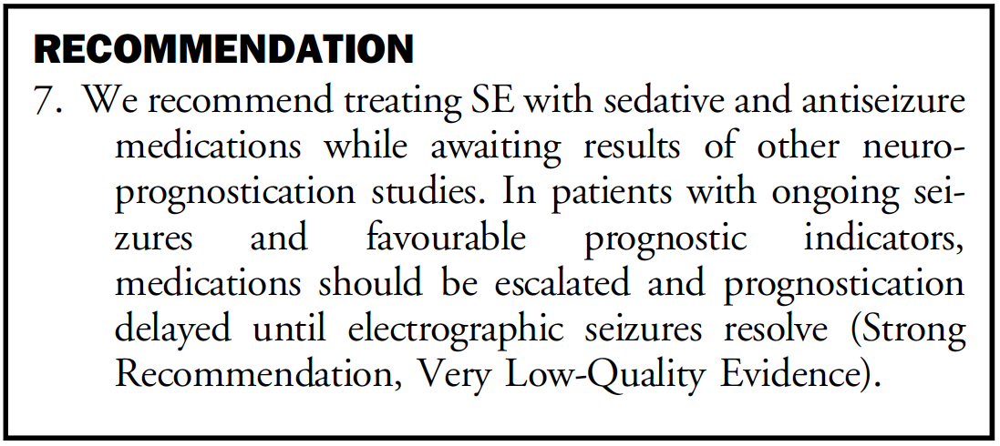 RECOMMENDATION
7. We recommend treating SE with sedative and antiseizure
medications while awaiting results of other neuro-
prognostication studies. In patients with ongoing sei-
zures and favourable prognostic indicators,
medications should be escalated and prognostication
delayed until electrographic seizures resolve (Strong
Recommendation, Very Low-Quality Evidence).